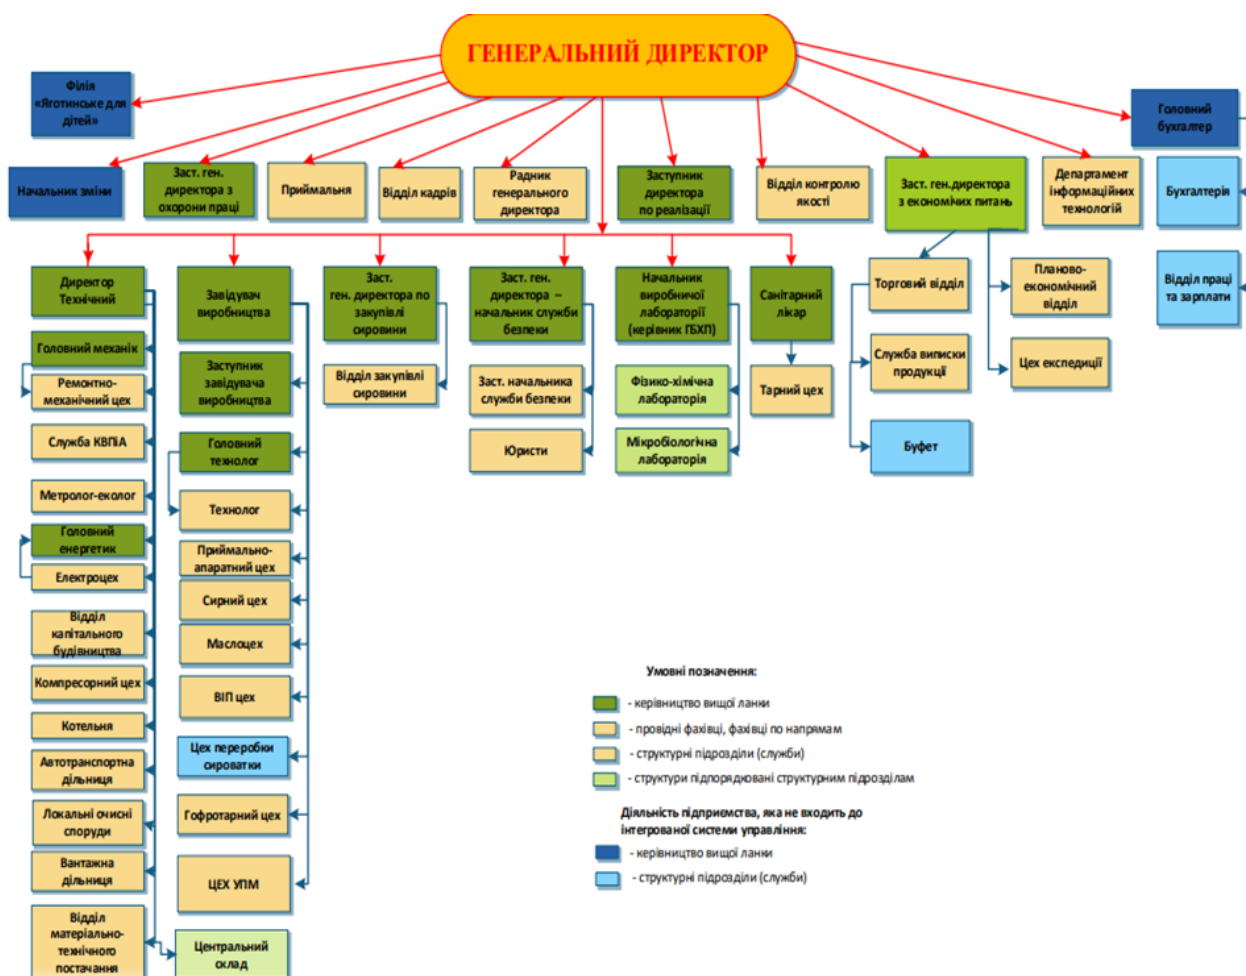 ГЕНЕРАЛЬНИЙ ДИРЕКТОР
Філія
«Яготинське для
дітей»
Головний
бухгалтер
Начальник зміни
Заст. ген.
директора з
охорони праці
Приймальня
Відділ кадрів
Радник
генерального
директора
Заступник
директора
по реалізації
Відділ контролю
якості
Заст. ген.директора
з економічих питань
Департамент
інформаційних
технологій
Бухгалтерія
Директор
Технічний
Завідувач
виробництва
Заст.
ген. директора по
закупівлі
сировини
Заст. ген.
директора –
начальник служби
безпеки
Начальник
виробничої
лабораторії
(керівник ГБХП)
Санітарний
лікар
Торговий відділ
Планово-
економічний
відділ
Відділ праці
та зарплати
Головний механік
Ремонтно-
механічний цех
Служба КВПіА
Метролог-еколог
Головний
енергетик
Електроцех
Відділ
капітального
будівництва
Компресорний цех
Котельня
Автотранспортна
дільниця
Локальні очисні
споруди
Вантажна
дільниця
Відділ
матеріально-
технічного
постачання
Заступник
завідувача
виробництва
Головний
технолог
Технолог
Приймально-
апаратний цех
Сирний цех
Маслоцех
ВІП цех
Цех переробки
сироватки
Гофротарний цех
ЦЕХ УПМ
Центральний
склад
Відділ закупівлі
сировини
Заст. начальника
служби безпеки
Юристи
Фізико-хімічна
лабораторія
Мікробіологічна
лабораторія
Тарний цех
Служба виписки
продукції
Буфет
Цех експедиції
Умовні позначення:
- керівництво вищої ланки
- провідні фахівці, фахівці по напрямам
- структурні підрозділи (служби)
- структури підпорядковані структурним підрозділам
Діяльність підприємства, яка не входить до
інтегрованої системи управління:
- керівництво вищої ланки
- структурні підрозділи (служби)